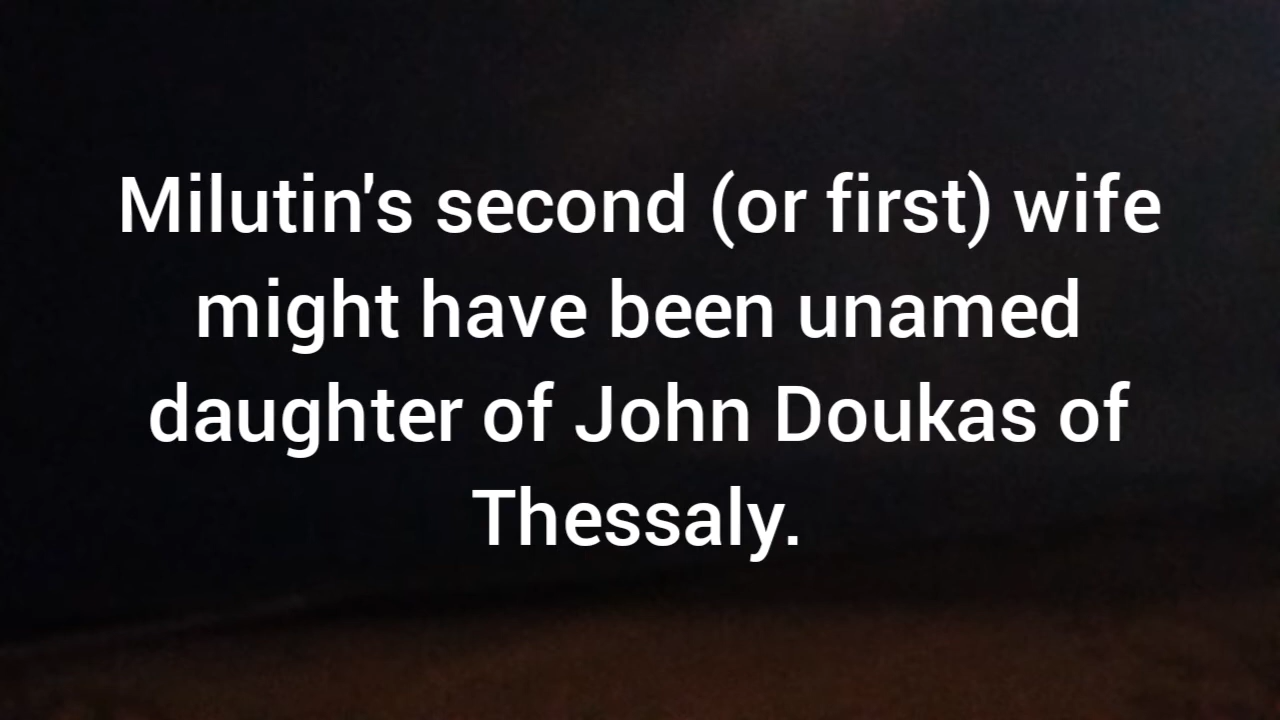 Milutin's second (or first) wife
might have been unamed
daughter of John Doukas of
Thessaly.